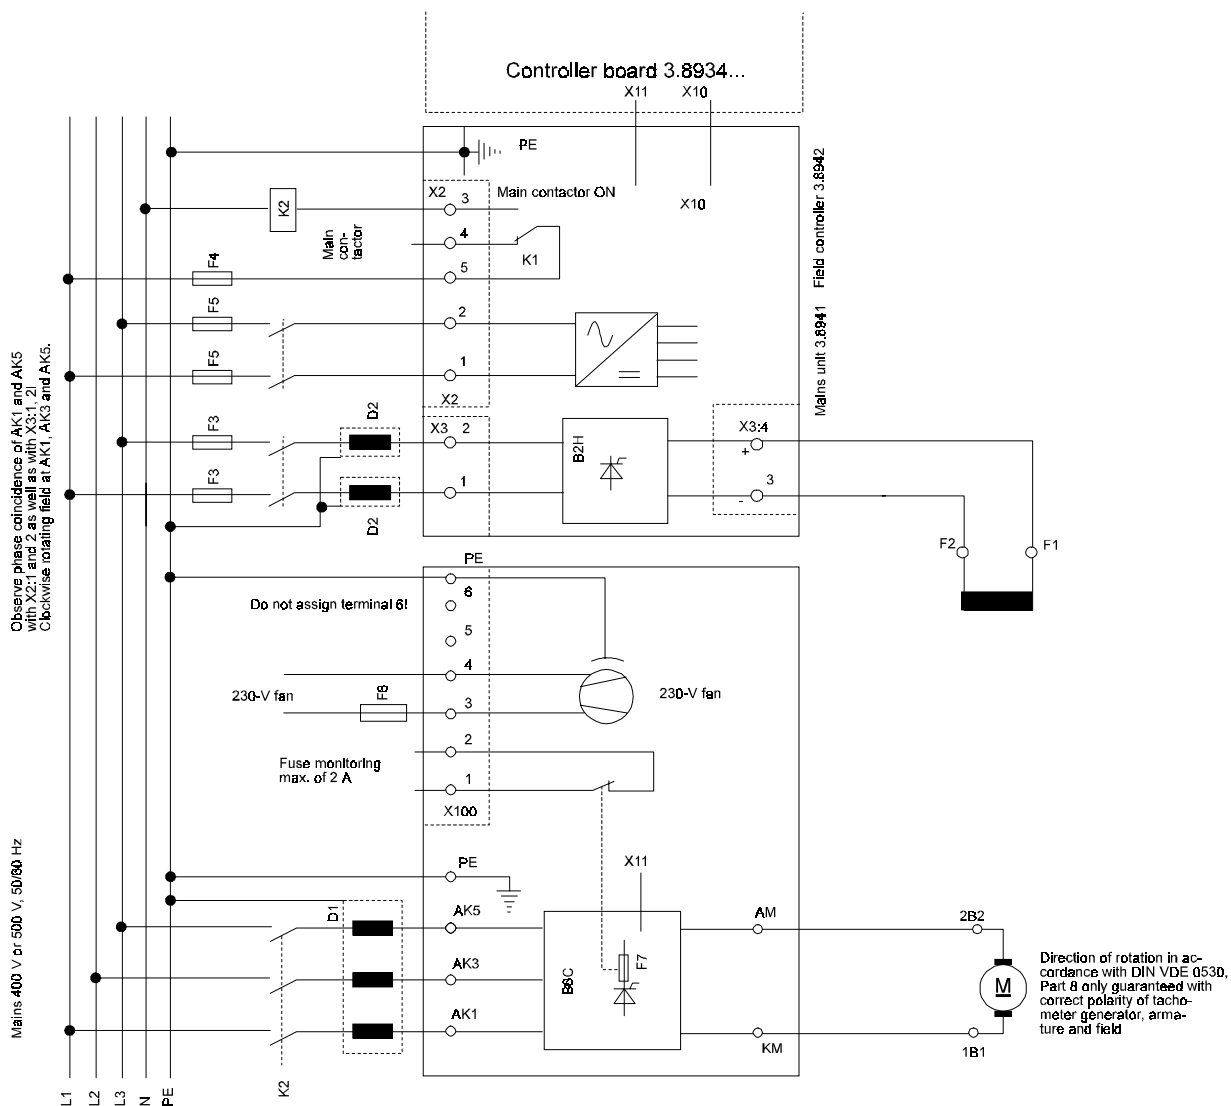 Controller board 3.8934...
X11
X10
PE
X10
X2
3
Main contactor ON
K2
Main
con-
tactor
4
K1
5
F4
F5
2
F5
1
X2
Field controller 3.8942
Mains unit 3.8941
Observe phase coincidence of AK1 and AK5
with X2:1 and 2 as well as with X3:1, 2!
Clockwise rotating field at AK1, AK3 and AK5.
F3
D2
X3
2
B2H
X3:4
+
F3
1
3
-
D2
F2
F1
PE
Do not assign terminal 6!
6
5
4
230-V fan
F8
3
230-V fan
2
Fuse monitoring
max. of 2 A
1
X100
Mains 400 V or 500 V, 50/60 Hz
PE
X11
D1
AK5
AM
2B2
AK3
B6C
F7
M
AK1
KM
1B1
Direction of rotation in ac-
cordance with DIN VDE 0530,
Part 8 only guaranteed with
correct polarity of tacho-
meter generator, arma-
ture and field
L1
L2
L3
N
PE
K2